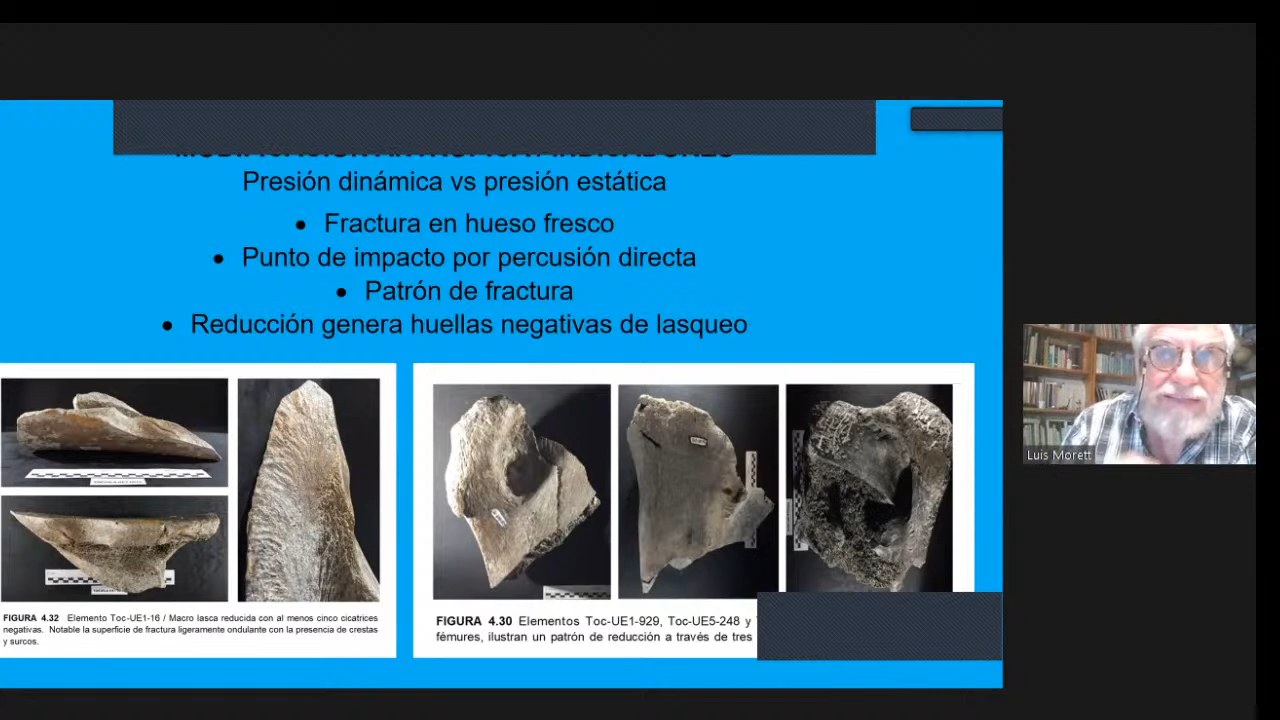 Presión dinámica vs presión estática
• Fractura en hueso fresco
• Punto de impacto por percusión directa
• Patrón de fractura
• Reducción genera huellas negativas de lasqueo
FIGURA 4.32 Elemento Toc-UE1-16 / Macro lasca reducida con al menos cinco cicatrices
negativas. Notable la superficie de fractura ligeramente ondulante con la presencia de crestas
y surcos.
FIGURA 4.30 Elementos Toc-UE1-929, Toc-UE5-248 y
fémures, ilustran un patrón de reducción a través de tres
Luis Morett